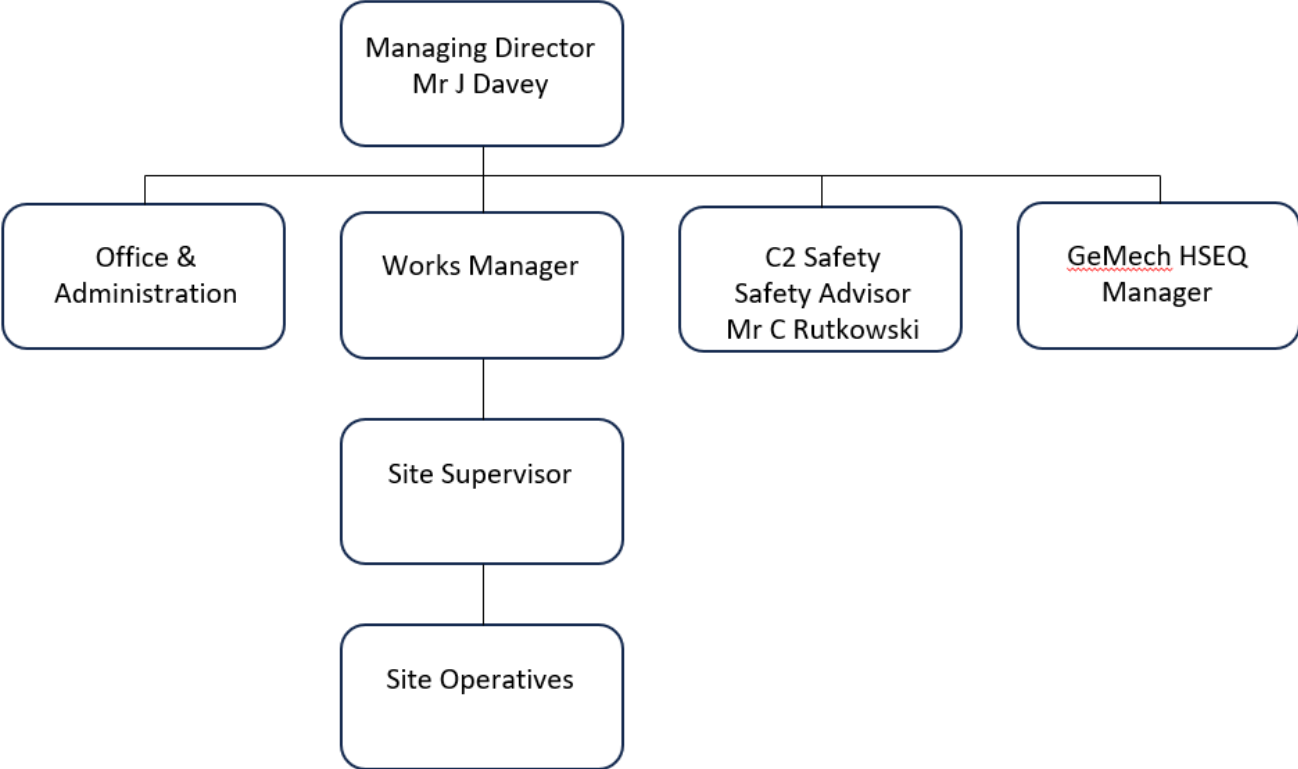 Managing Director
Mr J Davey
Office &
Administration
Works Manager
C2 Safety
Safety Advisor
Mr C Rutkowski
GeMech HSEQ
Manager
Site Supervisor
Site Operatives